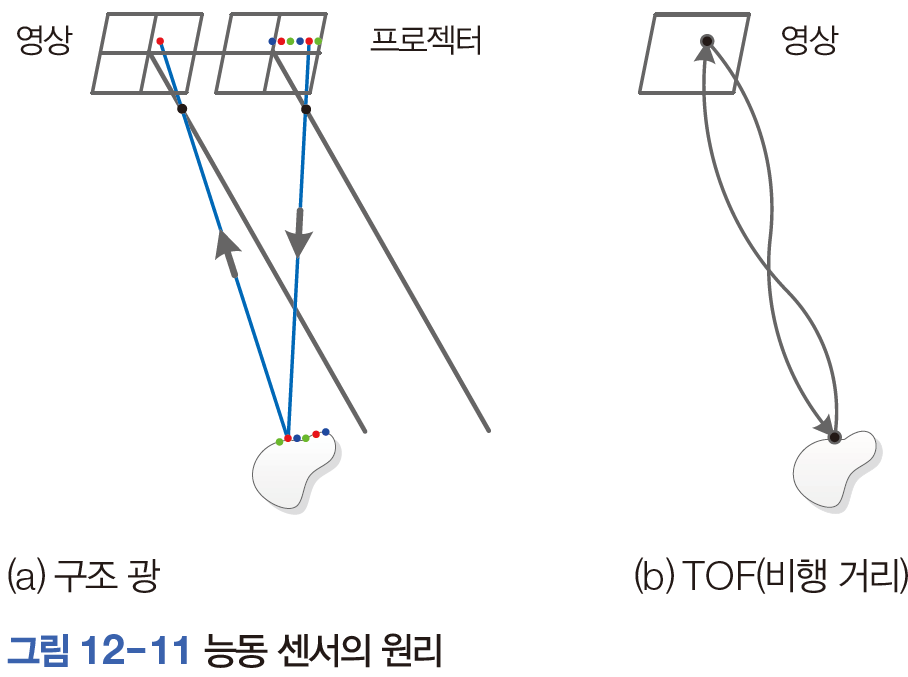 영상
프로젝터
영상
(a) 구조 광
(b) TOF(비행 거리)
그림 12-11 능동 센서의 원리